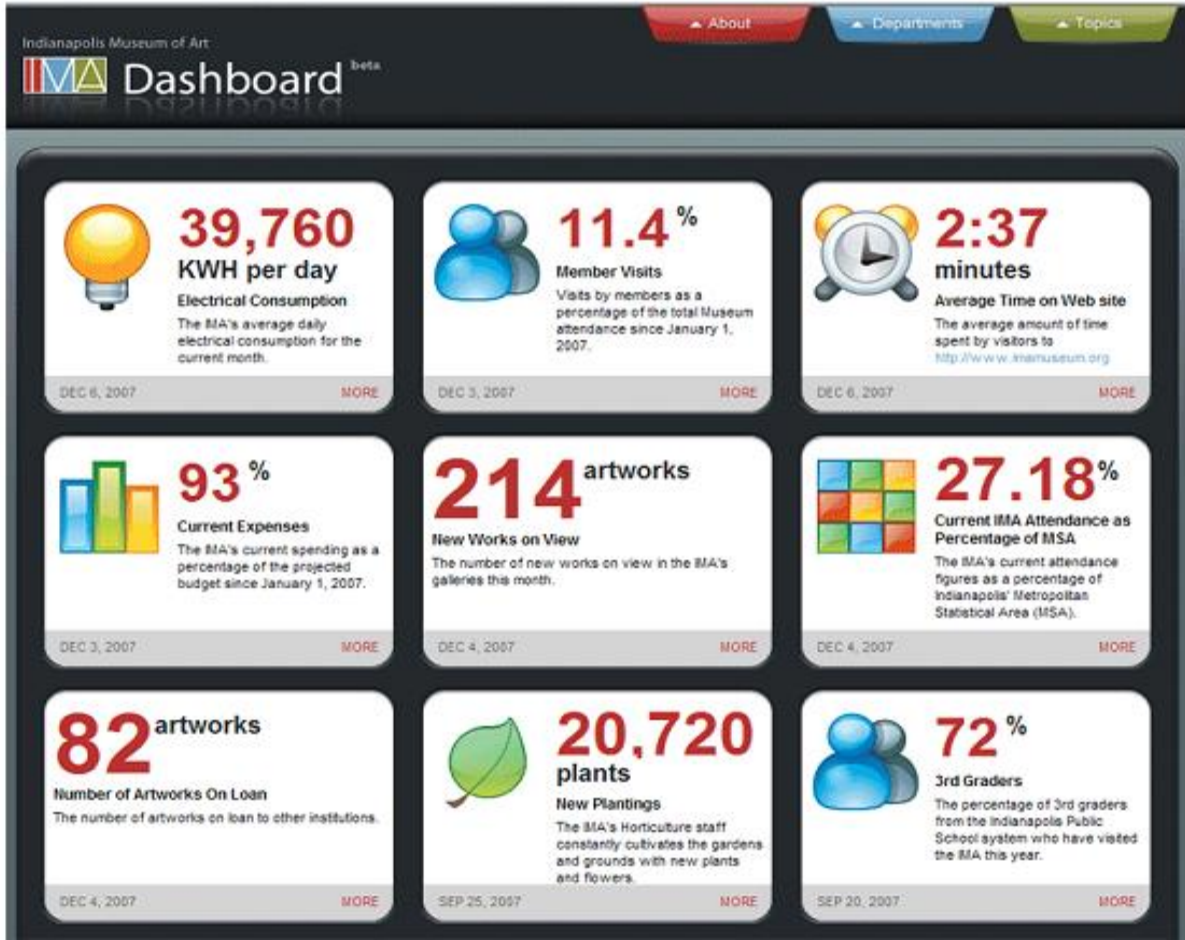 About
Departments
Topics
Indianapolis Museum of Art
IMA Dashboard beta
39,760
KWH per day
Electrical Consumption
The IMA's average daily
electrical consumption for the
current month.
DEC 6, 2007 MORE
11.4%
Member Visits
Visits by members as a
percentage of the total Museum
attendance since January 1,
2007.
DEC 3, 2007 MORE
2:37
minutes
Average Time on Web site
The average amount of time
spent by visitors to
http://www.imamuseum.org
DEC 6, 2007 MORE
93%
Current Expenses
The IMA's current spending as a
percentage of the projected
budget since January 1, 2007.
DEC 3, 2007 MORE
214 artworks
New Works on View
The number of new works on view in the IMA's
galleries this month.
DEC 4, 2007 MORE
27.18%
Current IMA Attendance as
Percentage of MSA
The IMA's current attendance
figures as a percentage of
Indianapolis' Metropolitan
Statistical Area (MSA).
DEC 4, 2007 MORE
82 artworks
Number of Artworks On Loan
The number of artworks on loan to other institutions.
DEC 4, 2007 MORE
20,720
plants
New Plantings
The IMA's Horticulture staff
constantly cultivates the gardens
and grounds with new plants
and flowers.
SEP 25, 2007 MORE
72%
3rd Graders
The percentage of 3rd graders
from the Indianapolis Public
School system who have visited
the IMA this year.
SEP 20, 2007 MORE